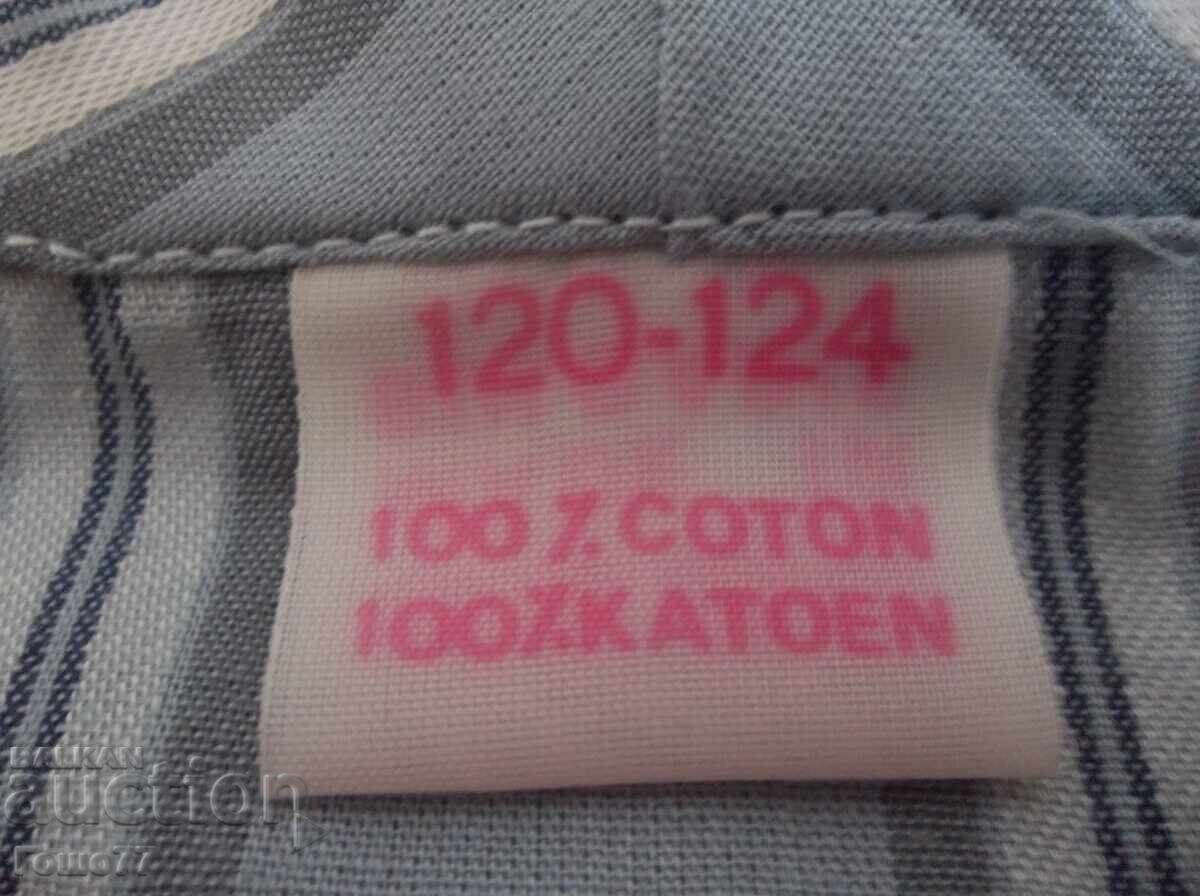 120-124
100% COTON
100% KATOEN
BALKAN
auction
Гошо77